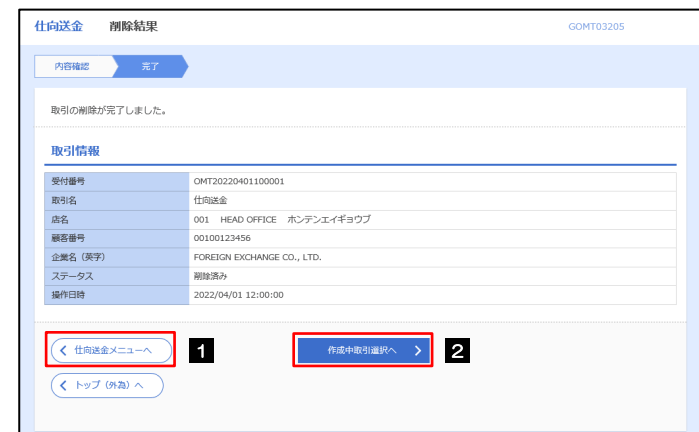 仕向送金 削除結果 GOMT03205
内容確認 完了
取引の削除が完了しました。
取引情報
受付番号 OMT20220401100001
取引名 仕向送金
店名 001 HEAD OFFICE ホンテンエイギョウブ
顧客番号 00100123456
企業名（英字） FOREIGN EXCHANGE CO., LTD.
ステータス 削除済み
操作日時 2022/04/01 12:00:00
仕向送金メニューへ 1 作成中取引選択へ 2
トップ（外為）へ